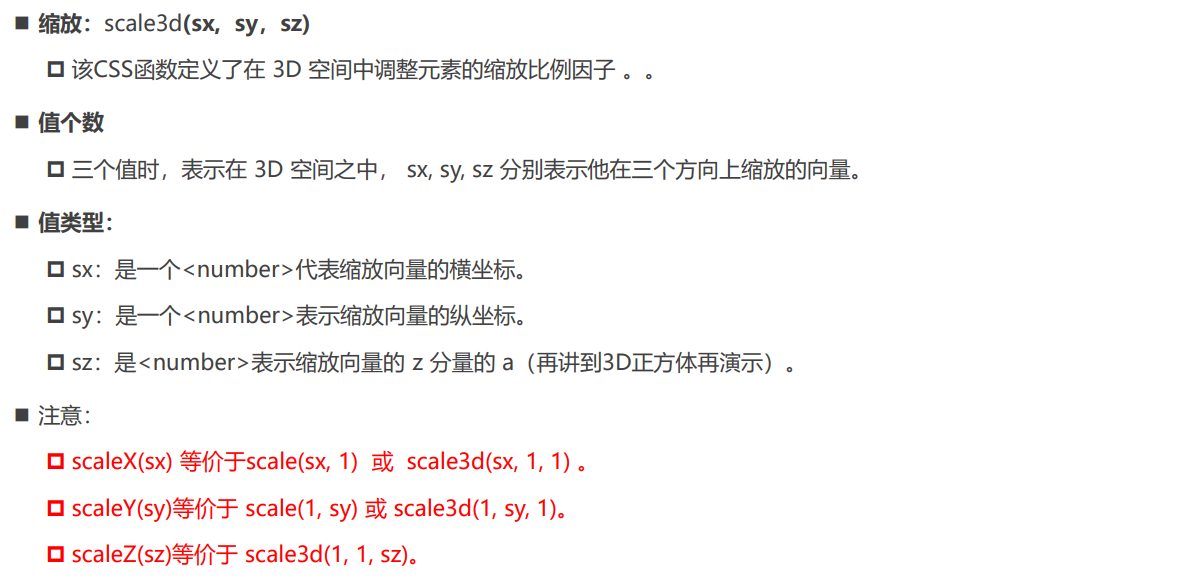 ■ 缩放：scale3d(sx, sy，sz)
□ 该CSS函数定义了在 3D 空间中调整元素的缩放比例因子 。。
■ 值个数
□ 三个值时，表示在 3D 空间之中， sx, sy, sz 分别表示他在三个方向上缩放的向量。
■ 值类型：
□ sx：是一个<number>代表缩放向量的横坐标。
□ sy：是一个<number>表示缩放向量的纵坐标。
□ sz：是<number>表示缩放向量的 z 分量的 a（再讲到3D正方体再演示）。
■ 注意：
□ scaleX(sx) 等价于scale(sx, 1) 或 scale3d(sx, 1, 1) 。
□ scaleY(sy)等价于 scale(1, sy) 或 scale3d(1, sy, 1)。
□ scaleZ(sz)等价于 scale3d(1, 1, sz)。